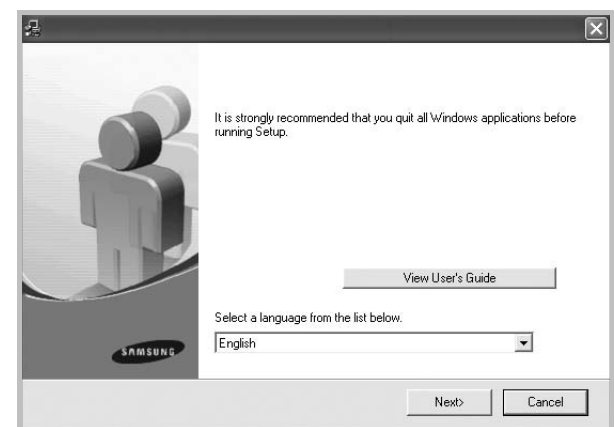 It is strongly recommended that you quit all Windows applications before
running Setup.
View User's Guide
Select a language from the list below.
SAMSUNG
English
Next>
Cancel